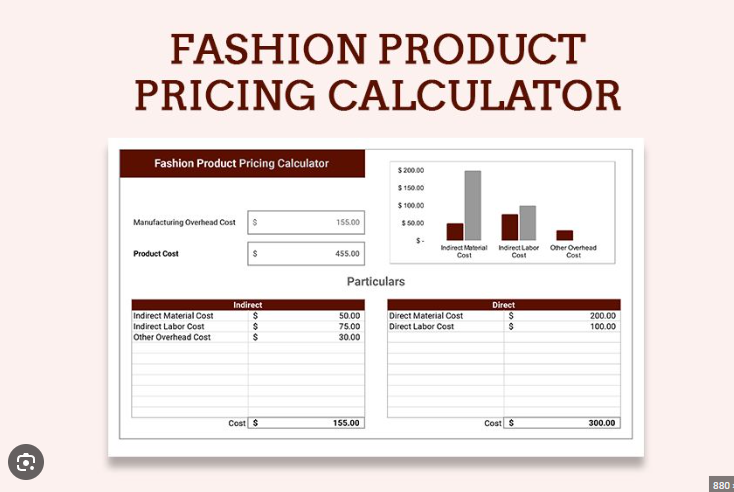 FASHION PRODUCT
PRICING CALCULATOR
Fashion Product Pricing Calculator
Manufacturing Overhead Cost $ 155.00
Product Cost $ 455.00
$ 200.00
$ 150.00
$ 100.00
$ 50.00
$ -
Indirect Material Cost
Indirect Labor Cost
Other Overhead Cost
Particulars
Indirect
Indirect Material Cost $ 50.00
Indirect Labor Cost $ 75.00
Other Overhead Cost $ 30.00
Cost $ 155.00
Direct
Direct Material Cost $ 200.00
Direct Labor Cost $ 100.00
Cost $ 300.00
880